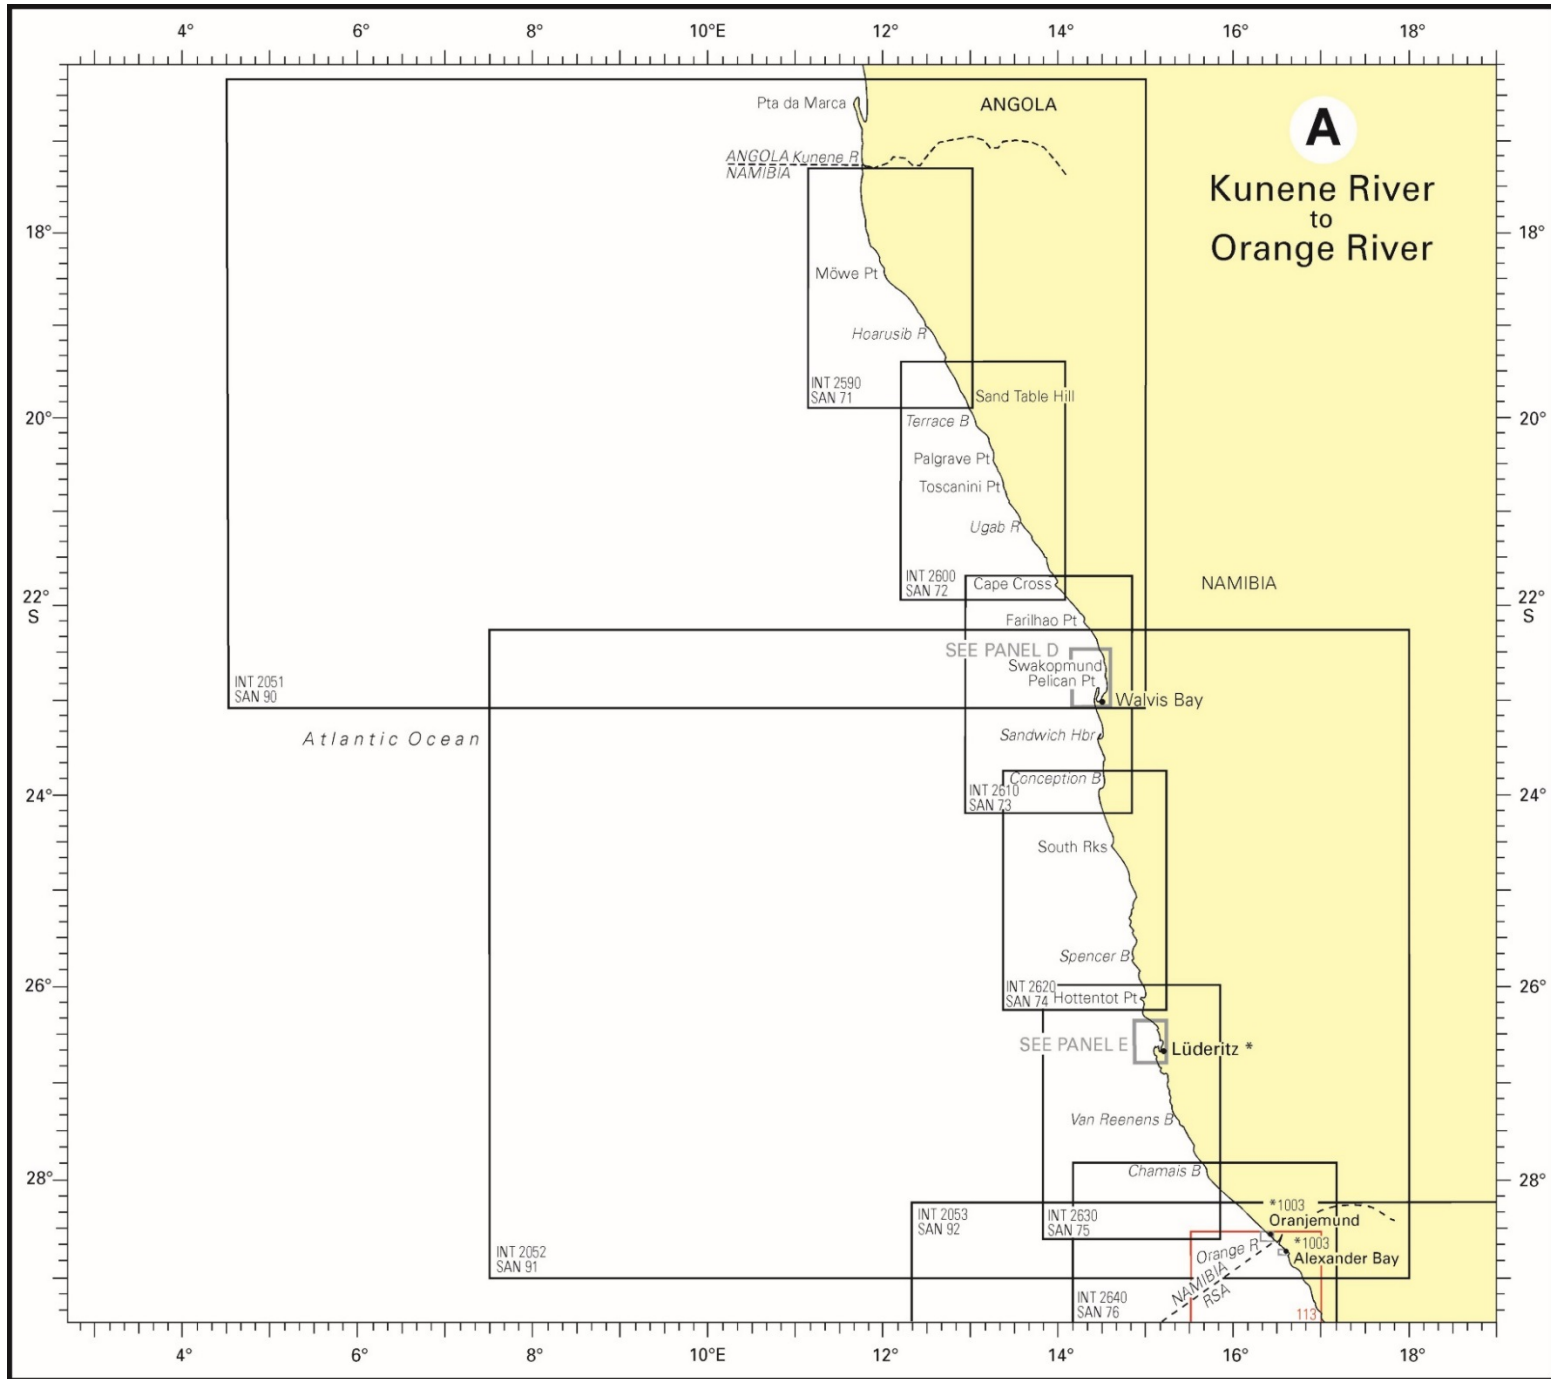 4° 6° 8° 10°E 12° 14° 16° 18°
Pta da Marca
ANGOLA
A
Kunene River
to
Orange River
ANGOLA Kunene R
NAMIBIA
18° 18°
Möwe Pt
Hoarusib R
INT 2590
SAN 71
Sand Table Hill
20° 20°
Terrace B
Palgrave Pt
Toscanini Pt
Ugab R
INT 2600
SAN 72
Cape Cross
NAMIBIA
22° 22°
S S
Farilhao Pt
SEE PANEL D
Swakopmund
Pelican Pt
Walvis Bay
INT 2051
SAN 90
Atlantic Ocean
Sandwich Hbr
Conception B
INT 2610
SAN 73
24° 24°
South Rks
Spencer B
26° 26°
INT 2620
SAN 74
Hottentot Pt
SEE PANEL E
Lüderitz *
Van Reenens B
Chamais B
28° 28°
INT 2053
SAN 92
INT 2630
SAN 75
*1003
Oranjemund
*1003
Alexander Bay
Orange R
NAMIBIA
RSA
INT 2052
SAN 91
INT 2640
SAN 76
113
4° 6° 8° 10°E 12° 14° 16° 18°